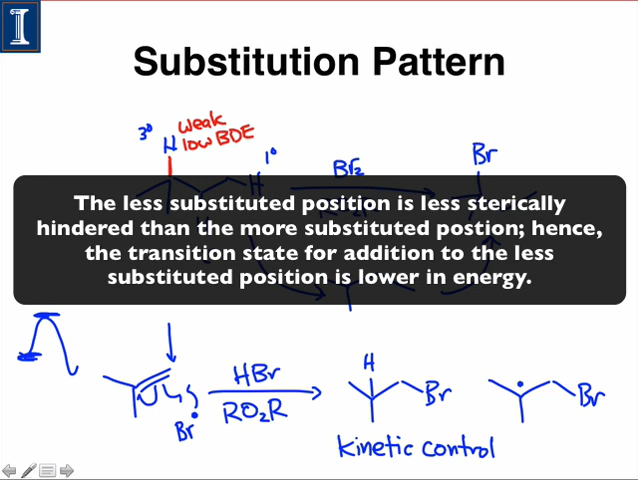 I
Substitution Pattern
3° H weak
low BDE
1°
H
Br₂
Br
The less substituted position is less sterically
hindered than the more substituted postion; hence,
the transition state for addition to the less
substituted position is lower in energy.
HBr
RO₂R
Br
H
Br
Br
kinetic control